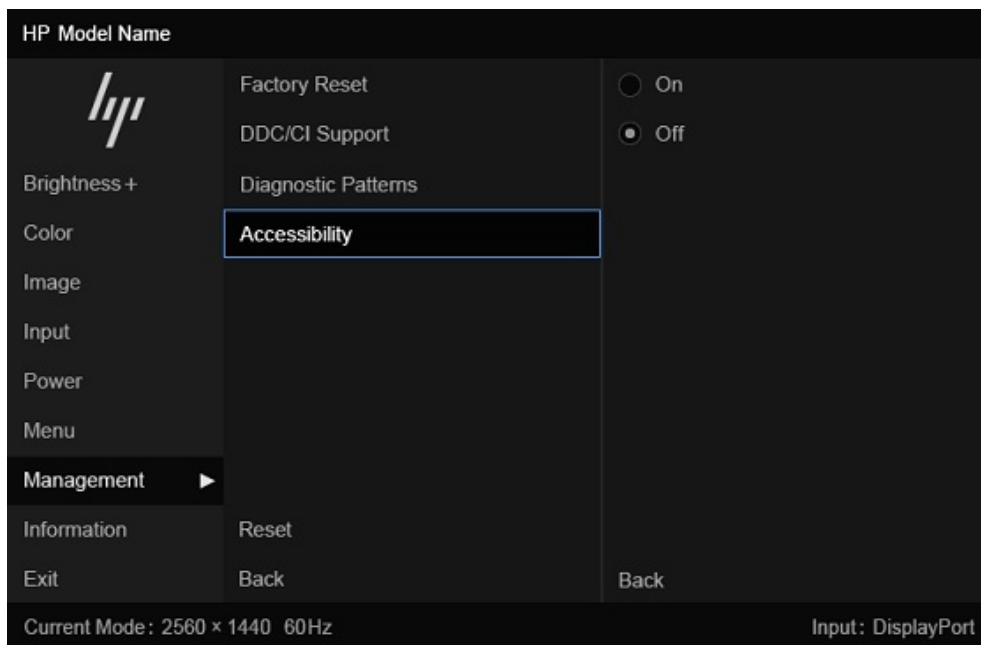 HP Model Name
hp
Brightness+
Color
Image
Input
Power
Menu
Management
Information
Exit
Factory Reset
DDC/CI Support
Diagnostic Patterns
Accessibility
Reset
Back
On
Off
Back
Current Mode: 2560 × 1440 60Hz
Input: DisplayPort